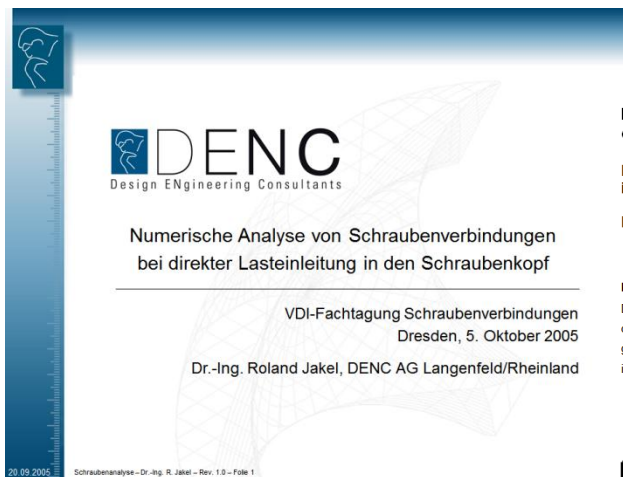 DENC
Design ENgineering Consultants
Numerische Analyse von Schraubenverbindungen
bei direkter Lasteinleitung in den Schraubenkopf
VDI-Fachtagung Schraubenverbindungen
Dresden, 5. Oktober 2005
Dr.-Ing. Roland Jakel, DENC AG Langenfeld/Rheinland
20.09.2005
Schraubenanalyse – Dr.-Ing. R. Jakel – Rev. 1.0 – Folie 1